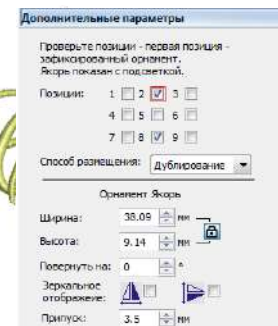 Дополнительные параметры
Проверьте позиции - первая позиция -
зафиксированный орнамент.
Якорь показан с подсветкой.
Позиции: 1 2 3
4 5 6
7 8 9
Способ размещения: Дублирование
Орнамент Якорь
Ширина: 38.09 мм
Высота: 9.14 мм
Повернуть на: 0 °
Зеркальное
отображеие:
Припуск: 3.5 мм